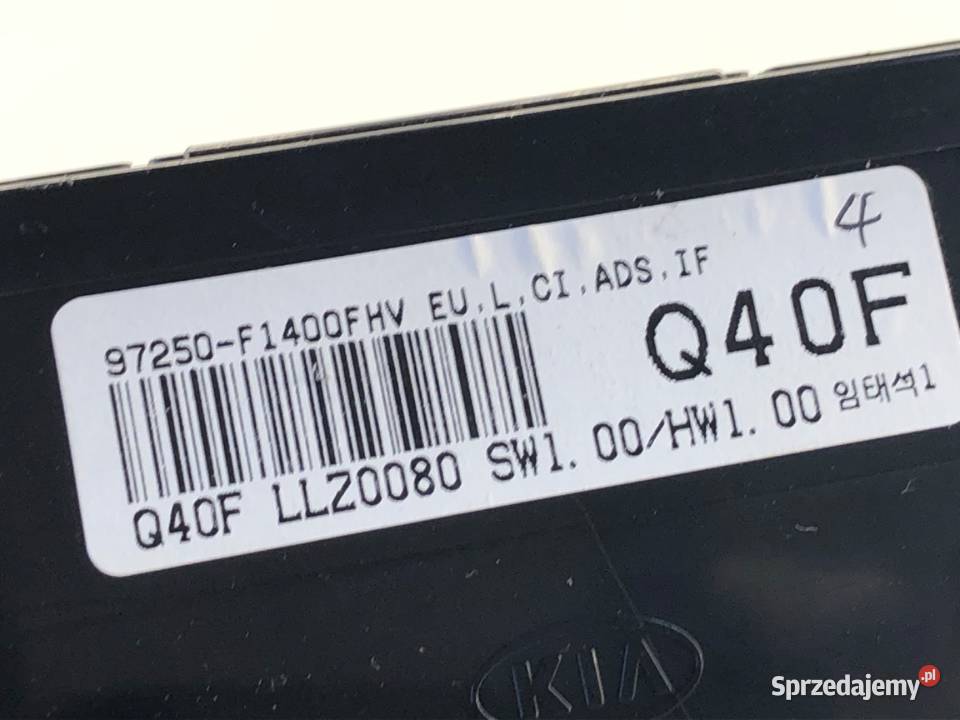 4
97250-F1400FHV EU,L,CI,ADS,IF
Q40F
Q40F LLZ0080 SW1.00/HW1.00 임태석1
KIA
Sprzedajemy.pl